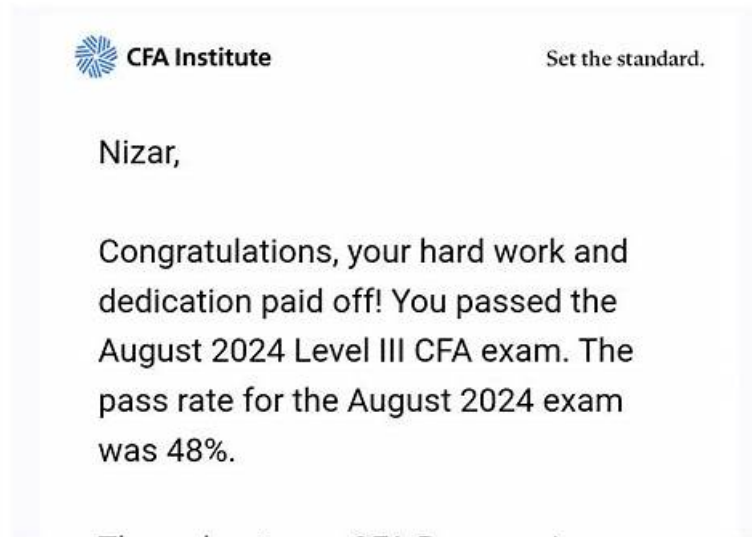 CFA Institute
Set the standard.
Nizar,
Congratulations, your hard work and
dedication paid off! You passed the
August 2024 Level III CFA exam. The
pass rate for the August 2024 exam
was 48%.